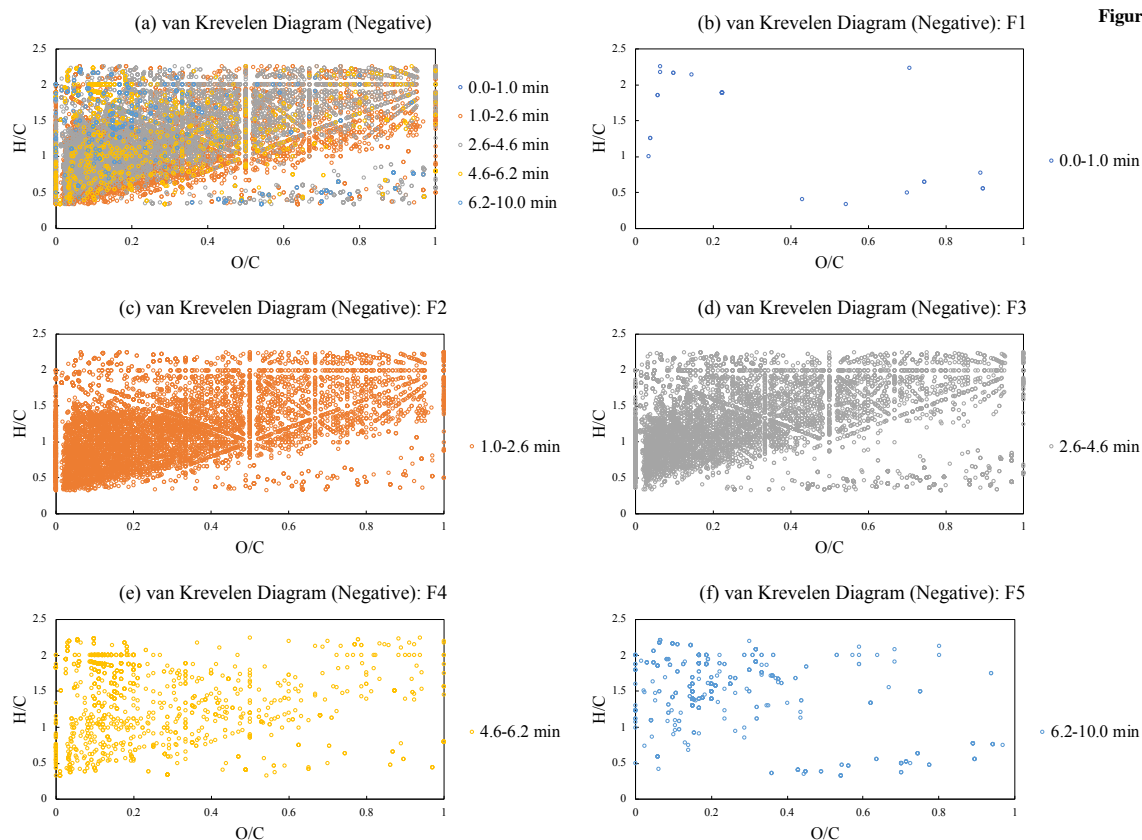 (a) van Krevelen Diagram (Negative)
2.5
2
1.5
1
0.5
0
H/C
0
0.2
0.4
0.6
0.8
1
O/C
0.0-1.0 min
1.0-2.6 min
2.6-4.6 min
4.6-6.2 min
6.2-10.0 min
(b) van Krevelen Diagram (Negative): F1
Figur
2.5
2
1.5
1
0.5
0
H/C
0
0.2
0.4
0.6
0.8
1
O/C
0.0-1.0 min
(c) van Krevelen Diagram (Negative): F2
2.5
2
1.5
1
0.5
0
H/C
0
0.2
0.4
0.6
0.8
1
O/C
1.0-2.6 min
(d) van Krevelen Diagram (Negative): F3
2.5
2
1.5
1
0.5
0
H/C
0
0.2
0.4
0.6
0.8
1
O/C
2.6-4.6 min
(e) van Krevelen Diagram (Negative): F4
2.5
2
1.5
1
0.5
0
H/C
0
0.2
0.4
0.6
0.8
1
O/C
4.6-6.2 min
(f) van Krevelen Diagram (Negative): F5
2.5
2
1.5
1
0.5
0
H/C
0
0.2
0.4
0.6
0.8
1
O/C
6.2-10.0 min